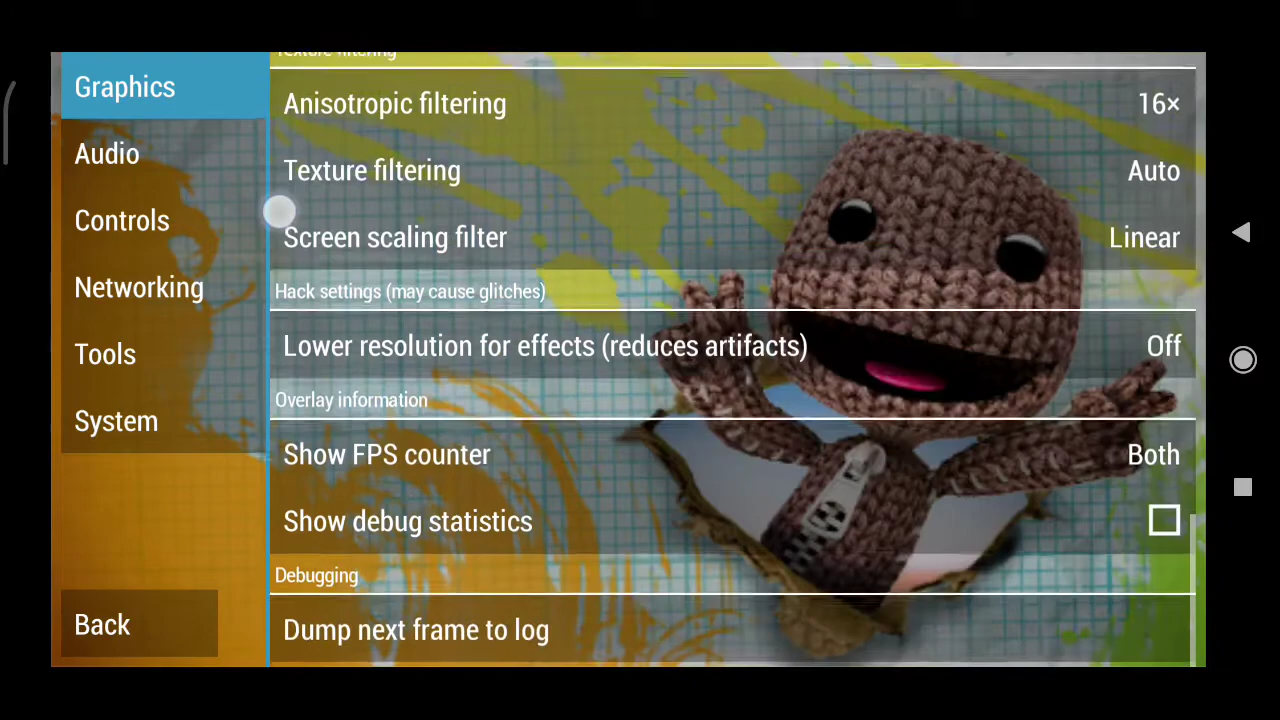 Texture filtering
Graphics
Anisotropic filtering 16×
Audio
Texture filtering Auto
Controls
Screen scaling filter Linear
Networking
Hack settings (may cause glitches)
Tools
Lower resolution for effects (reduces artifacts) Off
Overlay information
System
Show FPS counter Both
Show debug statistics
Debugging
Back
Dump next frame to log